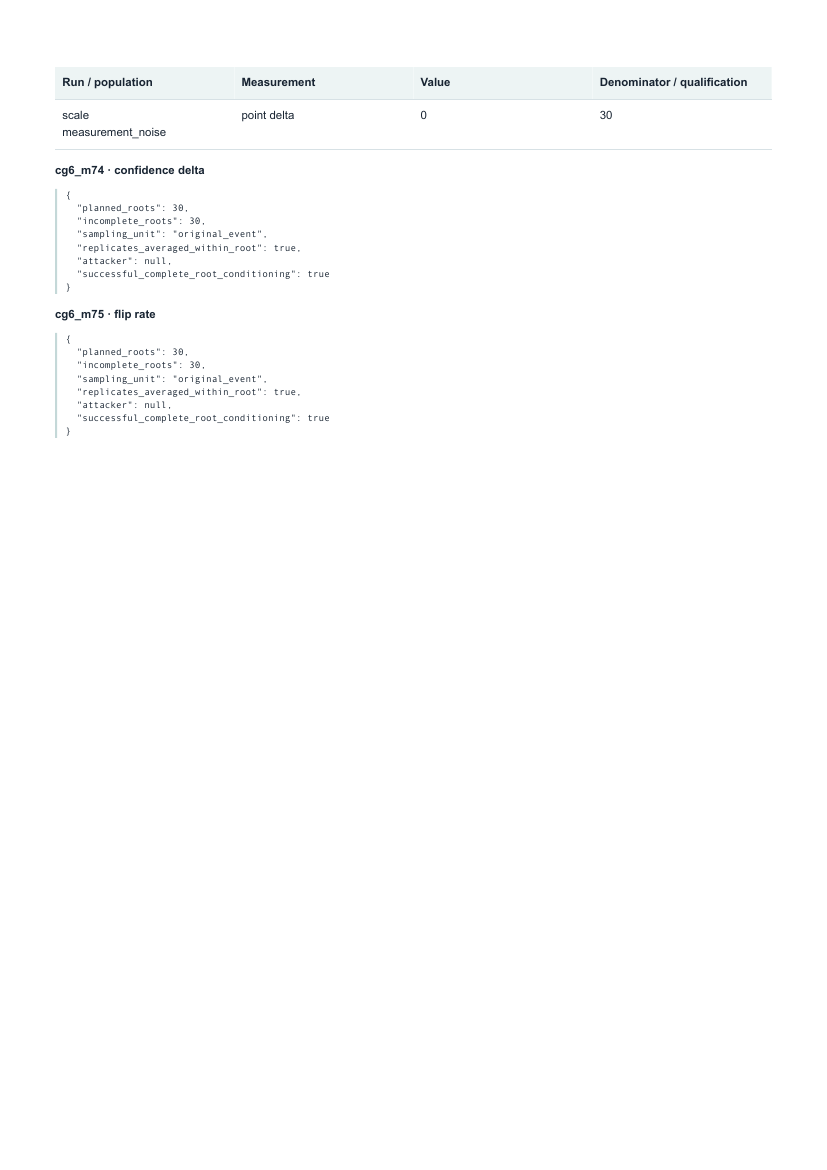 Run / population Measurement Value Denominator / qualification
scale point delta 0 30
measurement_noise
cg6_m74 · confidence delta
{
  "planned_roots": 30,
  "incomplete_roots": 30,
  "sampling_unit": "original_event",
  "replicates_averaged_within_root": true,
  "attacker": null,
  "successful_complete_root_conditioning": true
}
cg6_m75 · flip rate
{
  "planned_roots": 30,
  "incomplete_roots": 30,
  "sampling_unit": "original_event",
  "replicates_averaged_within_root": true,
  "attacker": null,
  "successful_complete_root_conditioning": true
}